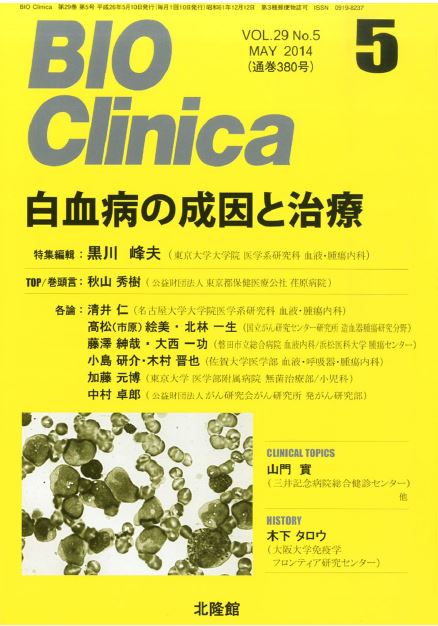 BIO Clinica 第29巻 第5号 平成26年5月10日発行(毎月1回10日発行)昭和61年12月12日 第3種郵便物認可 ISSN 0919-8237
BIO
Clinica
VOL.29 No.5
MAY 2014
(通巻380号)
5
白血病の成因と治療
特集編輯:黒川 峰夫(東京大学大学院 医学系研究科 血液・腫瘍内科)
TOP/巻頭言:秋山 秀樹(公益財団法人 東京都保健医療公社 荏原病院)
各論:清井 仁(名古屋大学大学院医学系研究科 血液・腫瘍内科)
髙松(市原)絵美・北林 一生(国立がん研究センター研究所 造血器腫瘍研究分野)
藤澤 紳哉・大西 一功(磐田市立総合病院 血液内科/浜松医科大学 腫瘍センター)
小島 研介・木村 晋也(佐賀大学医学部 血液・呼吸器・腫瘍内科)
加藤 元博(東京大学 医学部附属病院 無菌治療部/小児科)
中村 卓郎(公益財団法人がん研究会がん研究所 発がん研究部)
CLINICAL TOPICS
山門 實
(三井記念病院総合健診センター)
他
HISTORY
木下 タロウ
(大阪大学免疫学
フロンティア研究センター)
北隆館